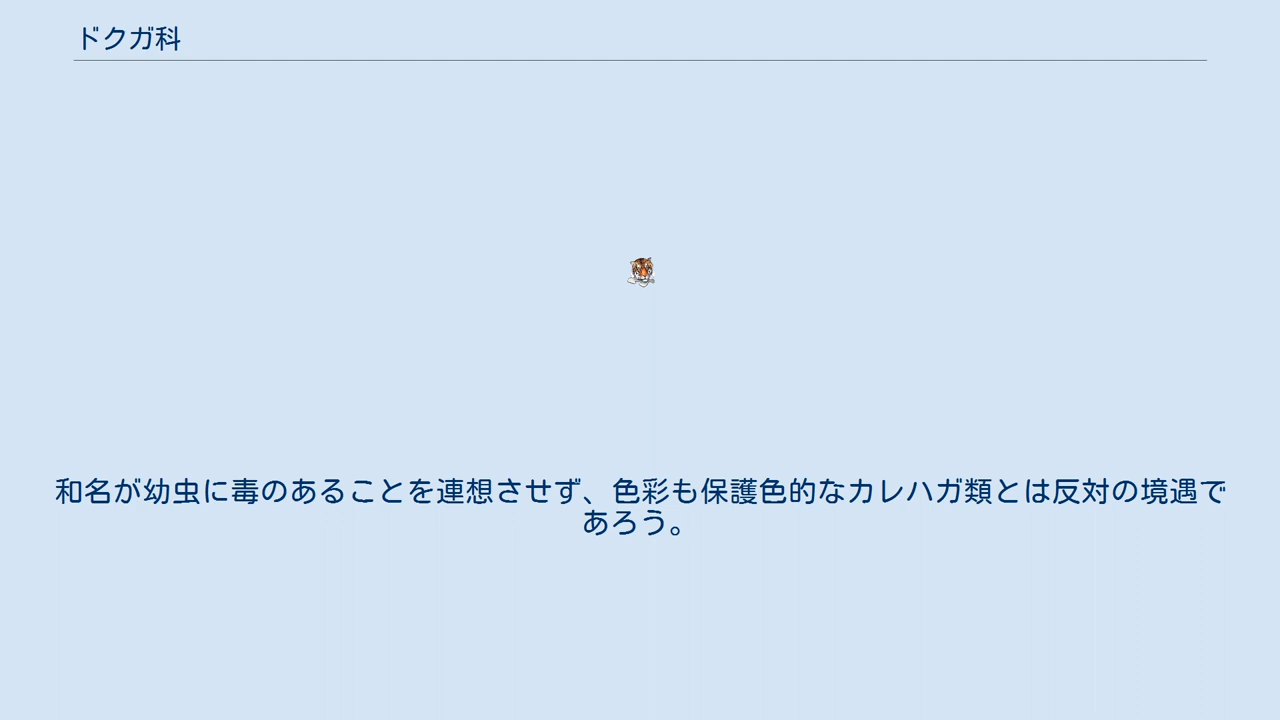 ドクガ科
和名が幼虫に毒のあることを連想させず、色彩も保護色的なカレハガ類とは反対の境遇で
あろう。